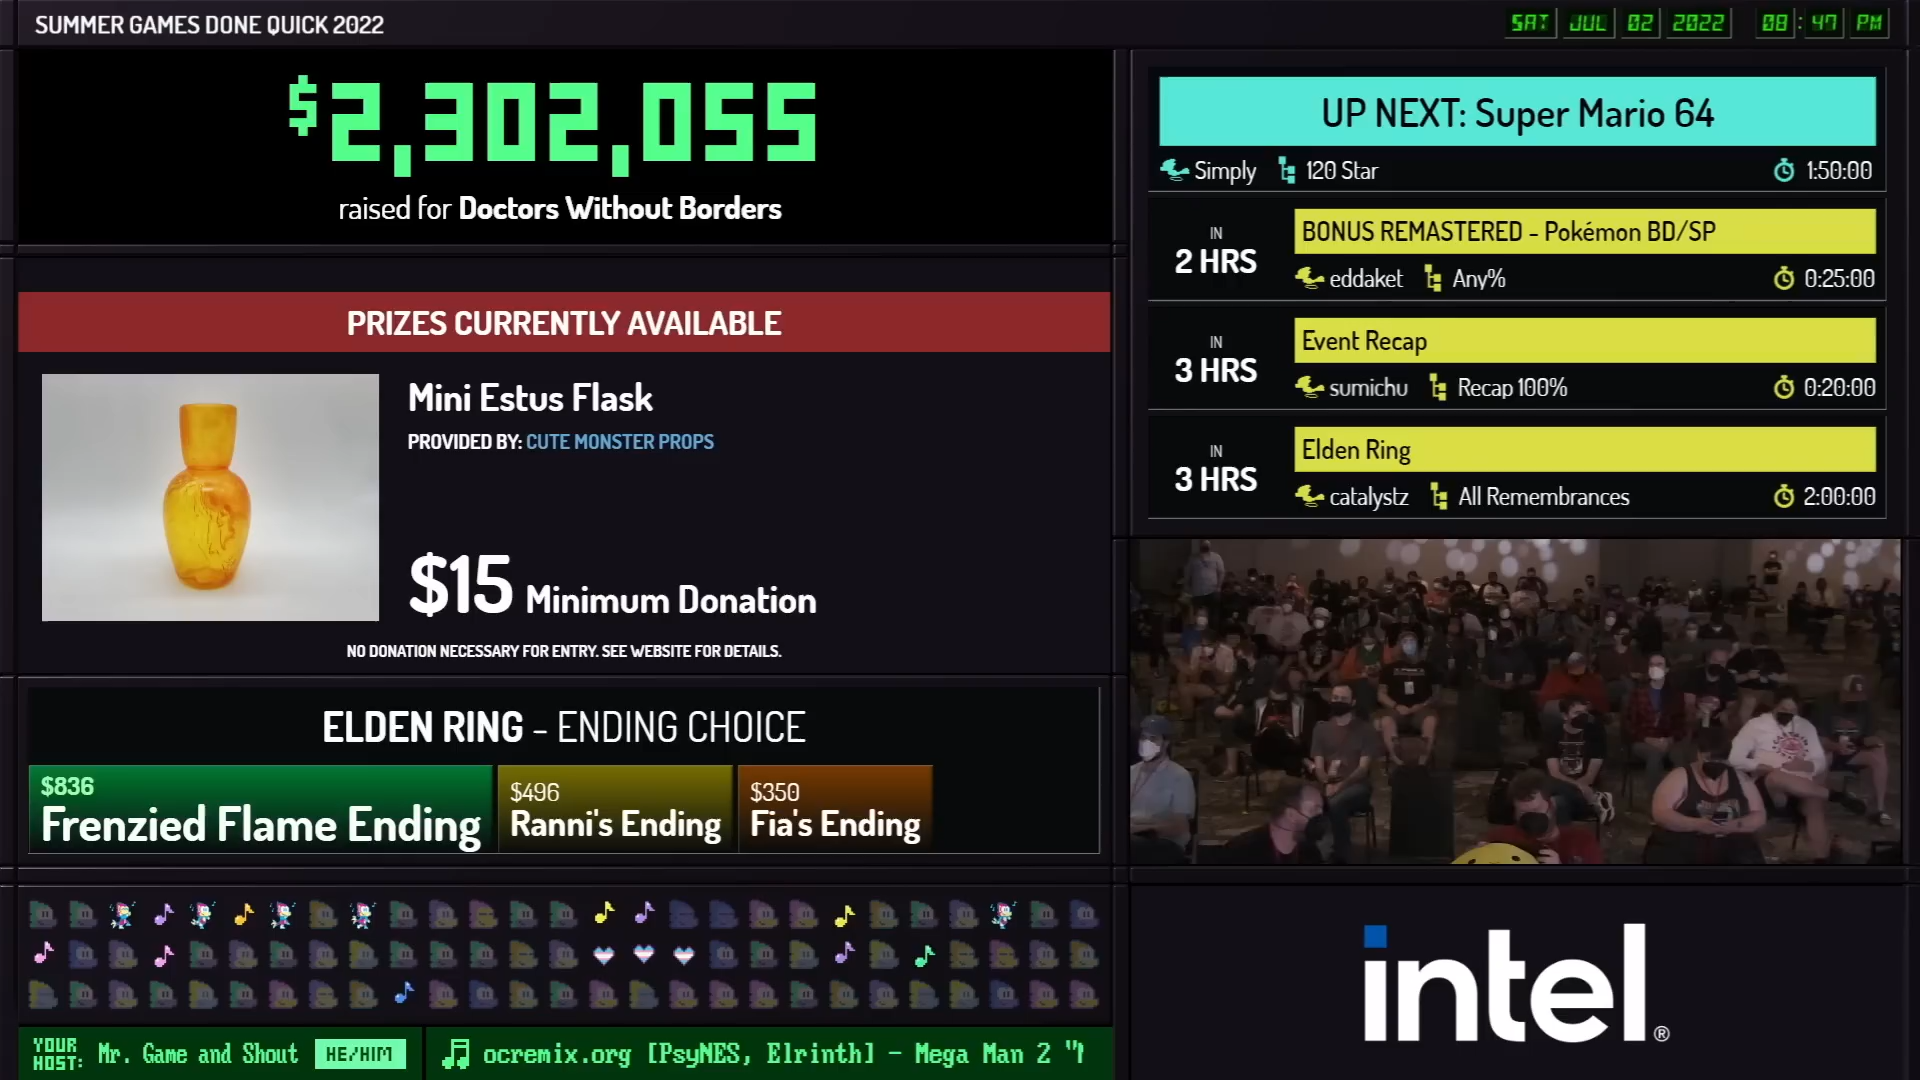 SUMMER GAMES DONE QUICK 2022
SAT JUL 02 2022 08:47 PM
$2,302,055
raised for Doctors Without Borders
PRIZES CURRENTLY AVAILABLE
Mini Estus Flask
PROVIDED BY: CUTE MONSTER PROPS
$15 Minimum Donation
NO DONATION NECESSARY FOR ENTRY. SEE WEBSITE FOR DETAILS.
ELDEN RING - ENDING CHOICE
$836
Frenzied Flame Ending
$496
Ranni's Ending
$350
Fia's Ending
UP NEXT: Super Mario 64
Simply 120 Star 1:50:00
IN
2 HRS
BONUS REMASTERED - Pokémon BD/SP
eddaket Any% 0:25:00
IN
3 HRS
Event Recap
sumichu Recap 100% 0:20:00
IN
3 HRS
Elden Ring
catalystz All Remembrances 2:00:00
intel®
YOUR
HOST: Mr. Game and Shout HE/HIM
ocremix.org [PsyNES, Elrinth] - Mega Man 2 "